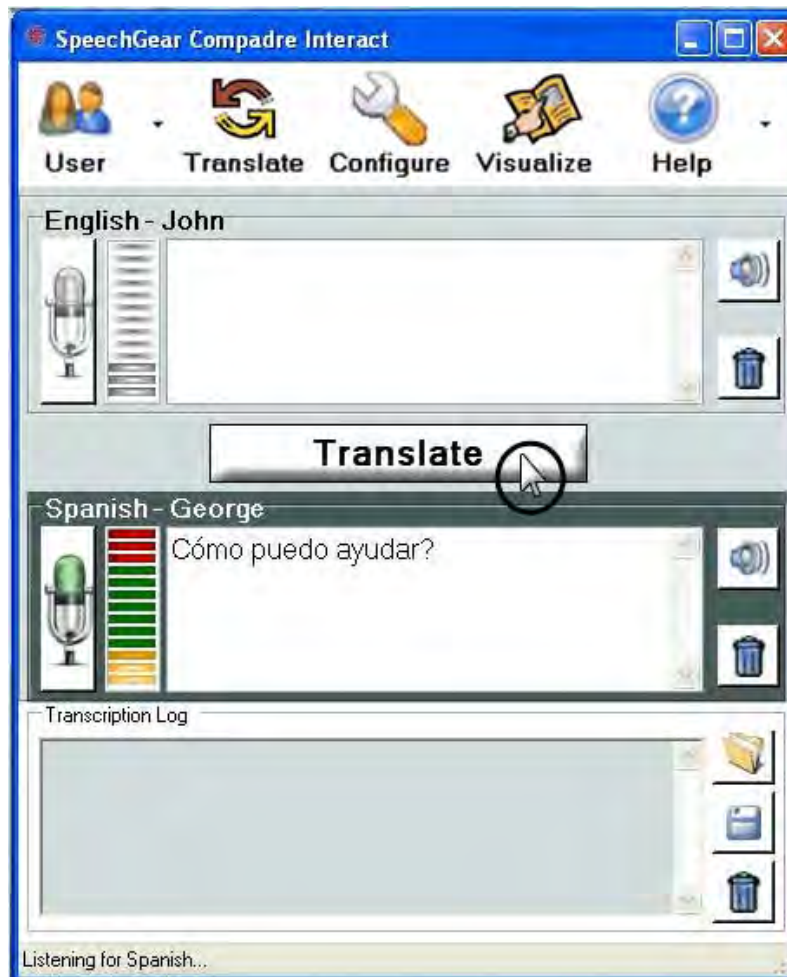 SpeechGear Compadre Interact
User Translate Configure Visualize Help
English - John
Translate
Spanish - George
Cómo puedo ayudar?
Transcription Log
Listening for Spanish...